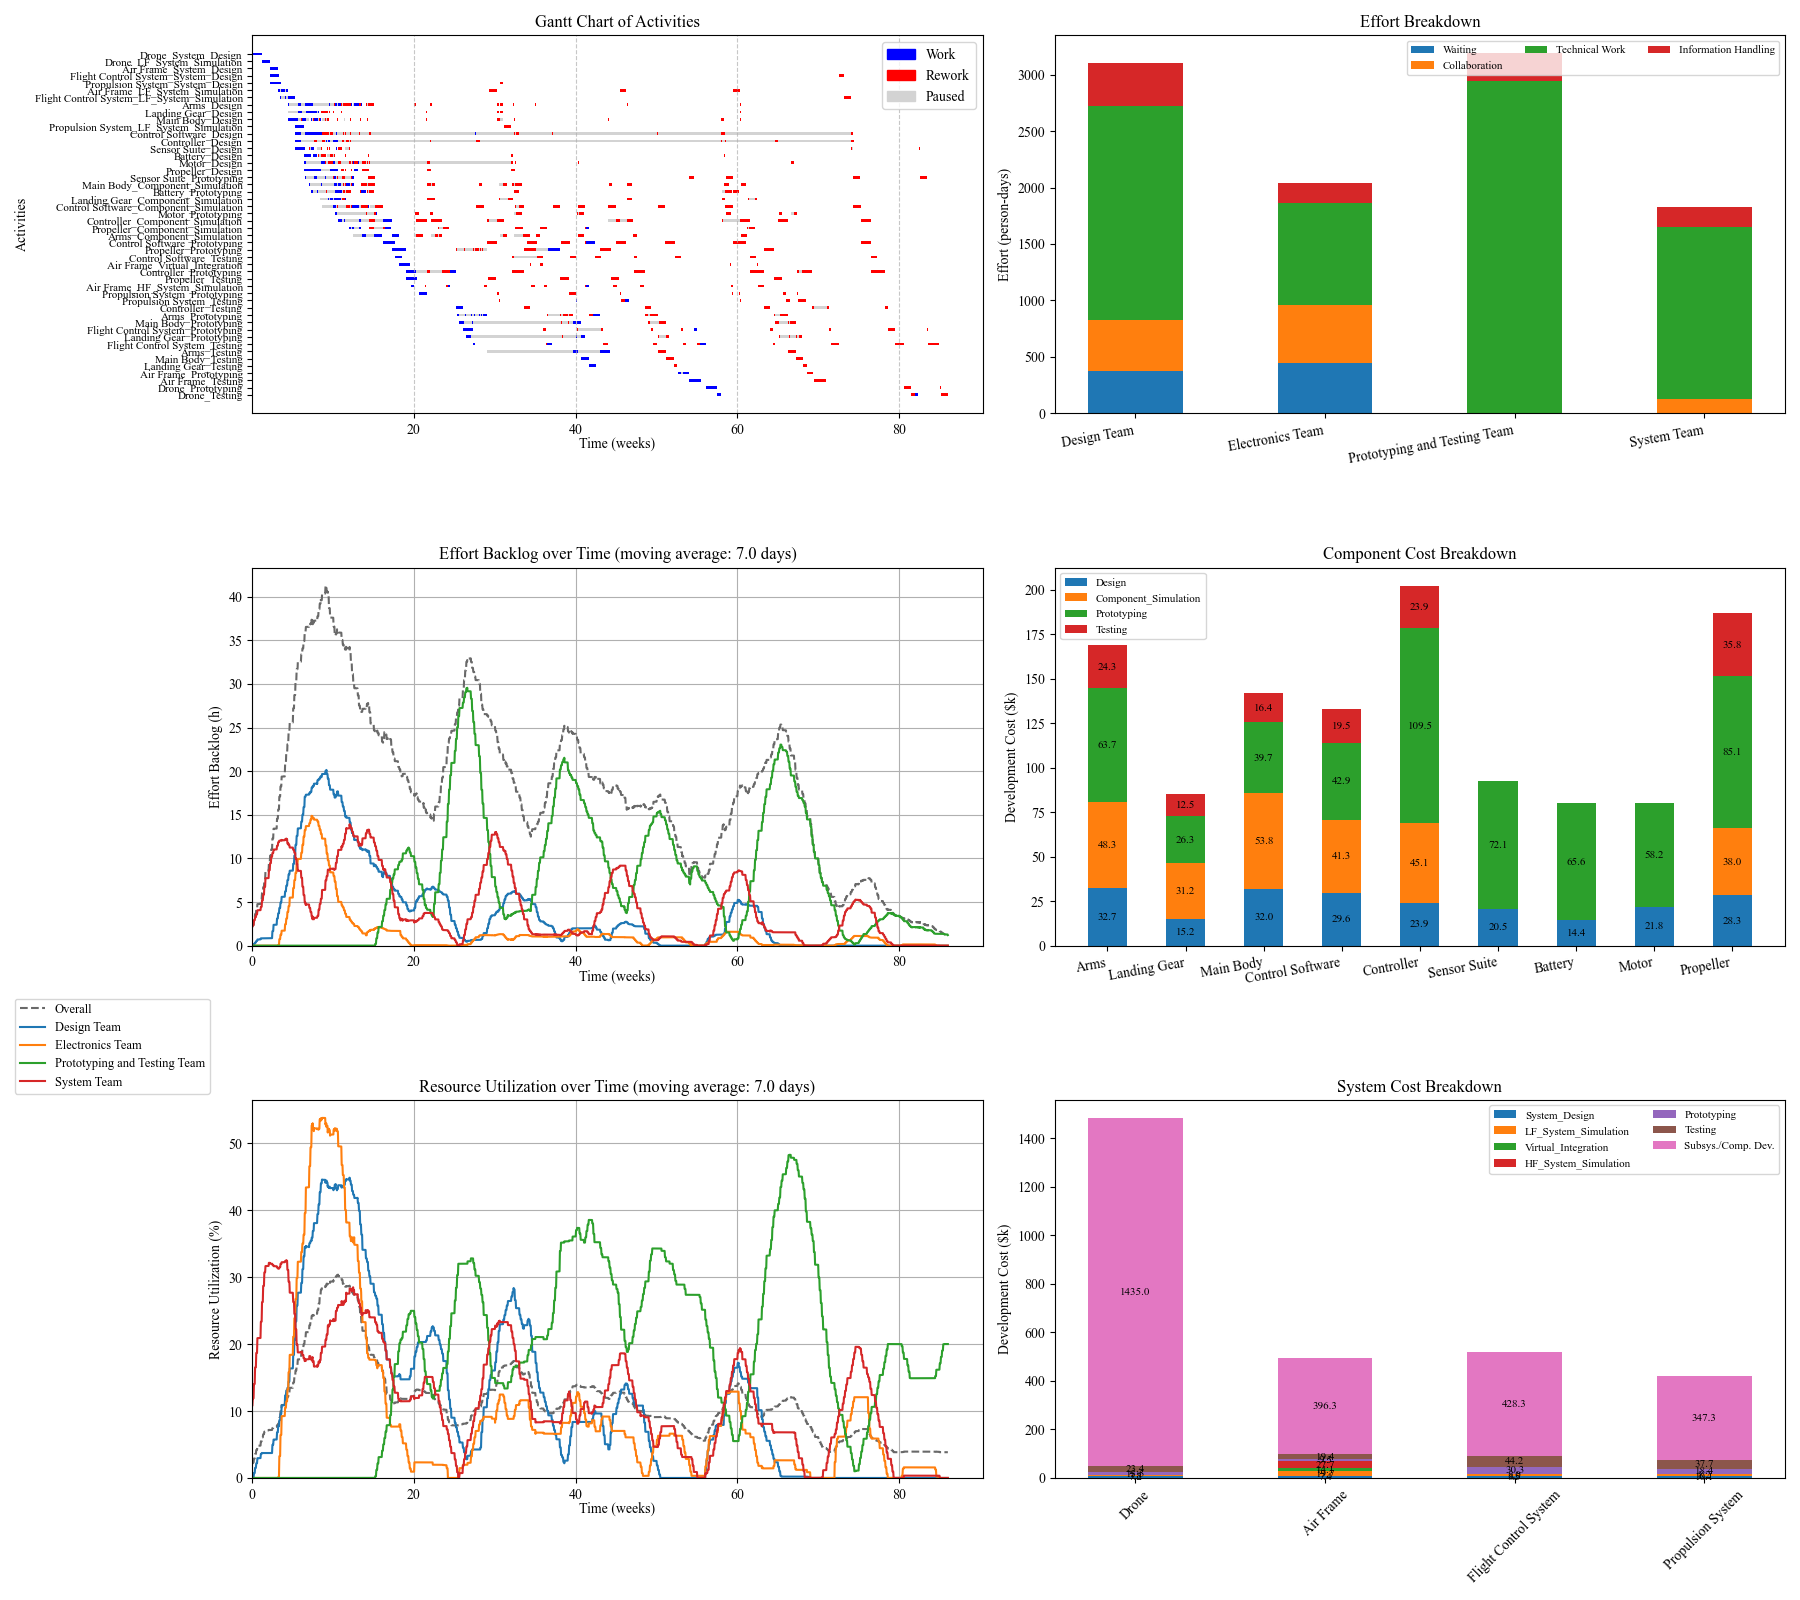 Gantt Chart of Activities
Activities
Drone_System_Design
Drone_LF_System_Simulation
Air Frame_System_Design
Flight Control System_System_Design
Propulsion System_System_Design
Air Frame_LF_System_Simulation
Flight Control System_LF_System_Simulation
Arms_Design
Landing Gear_Design
Main Body_Design
Propulsion System_LF_System_Simulation
Control Software_Design
Controller_Design
Sensor Suite_Design
Battery_Design
Motor_Design
Propeller_Design
Sensor Suite_Prototyping
Main Body_Component_Simulation
Battery_Prototyping
Landing Gear_Component_Simulation
Control Software_Component_Simulation
Motor_Prototyping
Controller_Component_Simulation
Propeller_Component_Simulation
Arms_Component_Simulation
Control Software_Prototyping
Propeller_Prototyping
Control Software_Testing
Air Frame_Virtual_Integration
Controller_Prototyping
Propeller_Testing
Air Frame_HF_System_Simulation
Propulsion System_Prototyping
Propulsion System_Testing
Controller_Testing
Arms_Prototyping
Main Body_Prototyping
Flight Control System_Prototyping
Landing Gear_Prototyping
Flight Control System_Testing
Arms_Testing
Main Body_Testing
Landing Gear_Testing
Air Frame_Prototyping
Air Frame_Testing
Drone_Prototyping
Drone_Testing
Work
Rework
Paused
20 40 60 80
Time (weeks)
Effort Breakdown
Effort (person-days)
3000
2500
2000
1500
1000
500
0
Waiting Technical Work Information Handling
Collaboration
Design Team Electronics Team Prototyping and Testing Team System Team
Effort Backlog over Time (moving average: 7.0 days)
Effort Backlog (h)
40
35
30
25
20
15
10
5
0
0 20 40 60 80
Time (weeks)
Component Cost Breakdown
Development Cost ($k)
200
175
150
125
100
75
50
25
0
Design
Component_Simulation
Prototyping
Testing
24.3
63.7
48.3
32.7
12.5
26.3
31.2
15.2
16.4
39.7
53.8
32.0
19.5
42.9
41.3
29.6
23.9
109.5
45.1
23.9
72.1
20.5
65.6
14.4
58.2
21.8
35.8
85.1
38.0
28.3
Arms Landing Gear Main Body Control Software Controller Sensor Suite Battery Motor Propeller
Overall
Design Team
Electronics Team
Prototyping and Testing Team
System Team
Resource Utilization over Time (moving average: 7.0 days)
Resource Utilization (%)
50
40
30
20
10
0
0 20 40 60 80
Time (weeks)
System Cost Breakdown
Development Cost ($k)
1400
1200
1000
800
600
400
200
0
System_Design
LF_System_Simulation
Virtual_Integration
HF_System_Simulation
Prototyping
Testing
Subsys./Comp. Dev.
1435.0
23.4
396.3
19.4
428.3
44.2
30.3
347.3
37.7
Drone Air Frame Flight Control System Propulsion System